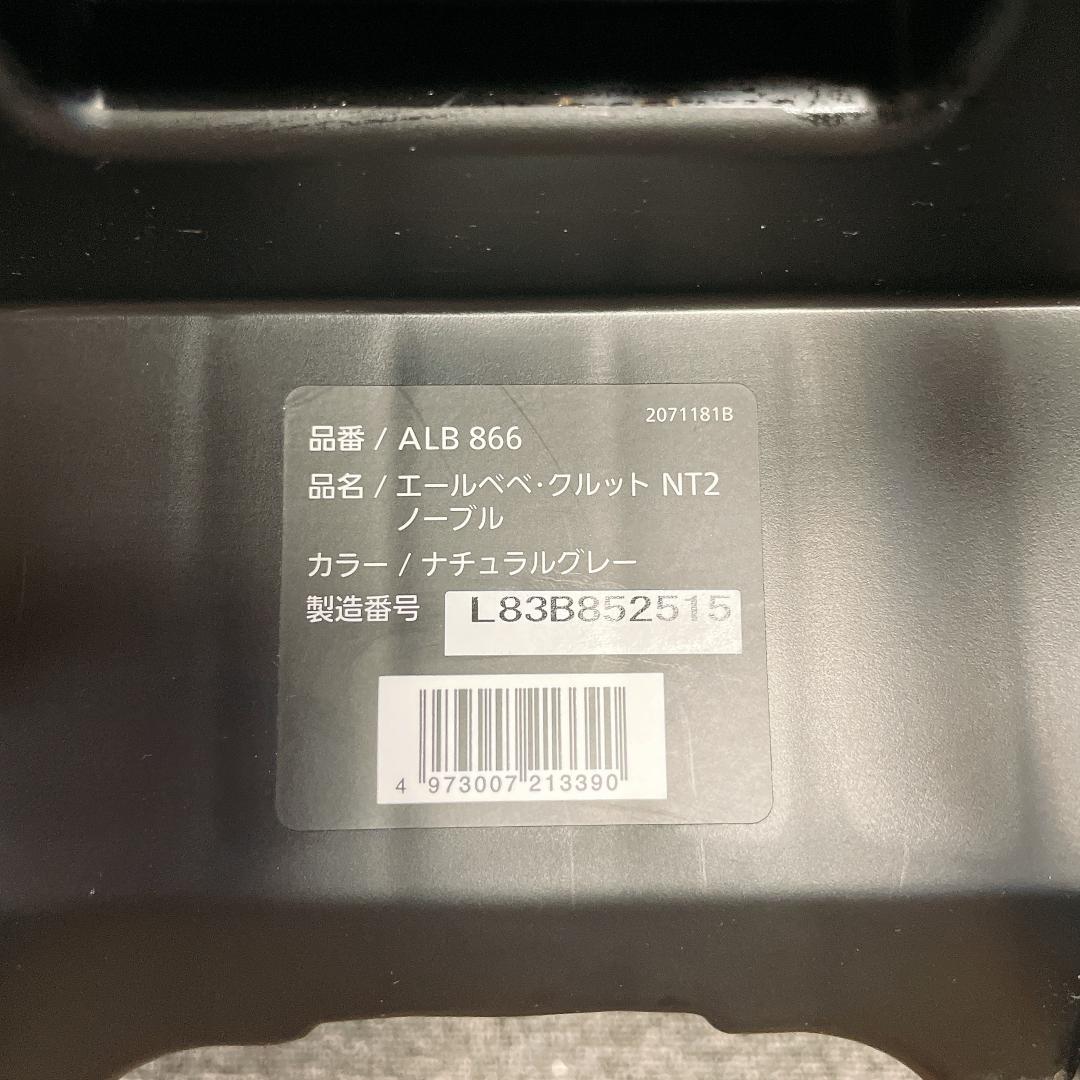 2071181B
品番 / ALB 866
品名 / エールベベ・クルット NT2
ノーブル
カラー / ナチュラルグレー
製造番号 L83B852515
4 973007 213390